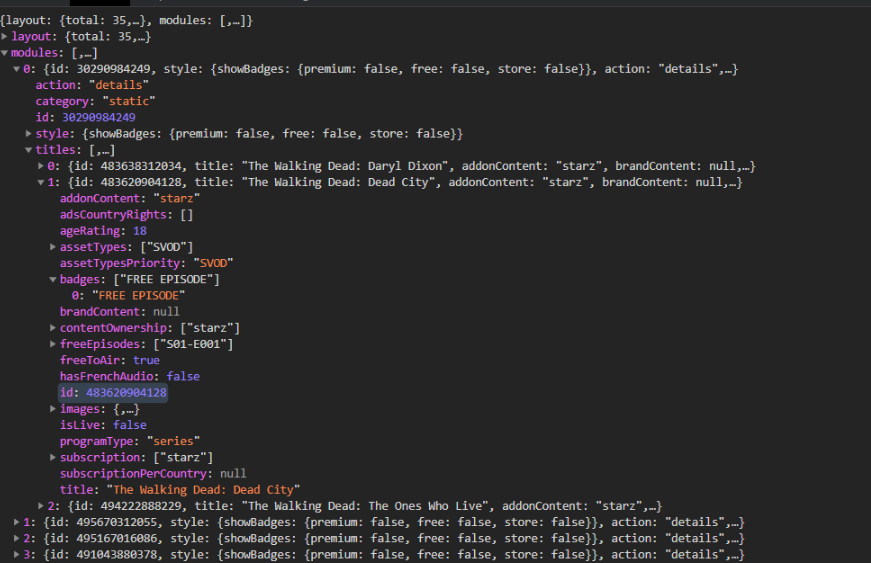 {layout: {total: 35,…}, modules: [,…]}
layout: {total: 35,…}
modules: [,…]
0: {id: 30290984249, style: {showBadges: {premium: false, free: false, store: false}}, action: "details",…}
action: "details"
category: "static"
id: 30290984249
style: {showBadges: {premium: false, free: false, store: false}}
titles: [,…]
0: {id: 483638312034, title: "The Walking Dead: Daryl Dixon", addonContent: "starz", brandContent: null,…}
1: {id: 483620904128, title: "The Walking Dead: Dead City", addonContent: "starz", brandContent: null,…}
addonContent: "starz"
adsCountryRights: []
ageRating: 18
assetTypes: ["SVOD"]
assetTypesPriority: "SVOD"
badges: ["FREE EPISODE"]
0: "FREE EPISODE"
brandContent: null
contentOwnership: ["starz"]
freeEpisodes: ["S01-E001"]
freeToAir: true
hasFrenchAudio: false
id: 483620904128
images: {,…}
isLive: false
programType: "series"
subscription: ["starz"]
subscriptionPerCountry: null
title: "The Walking Dead: Dead City"
2: {id: 494222888229, title: "The Walking Dead: The Ones Who Live", addonContent: "starz",…}
1: {id: 495670312055, style: {showBadges: {premium: false, free: false, store: false}}, action: "details",…}
2: {id: 495167016086, style: {showBadges: {premium: false, free: false, store: false}}, action: "details",…}
3: {id: 491043880378, style: {showBadges: {premium: false, free: false, store: false}}, action: "details",…}